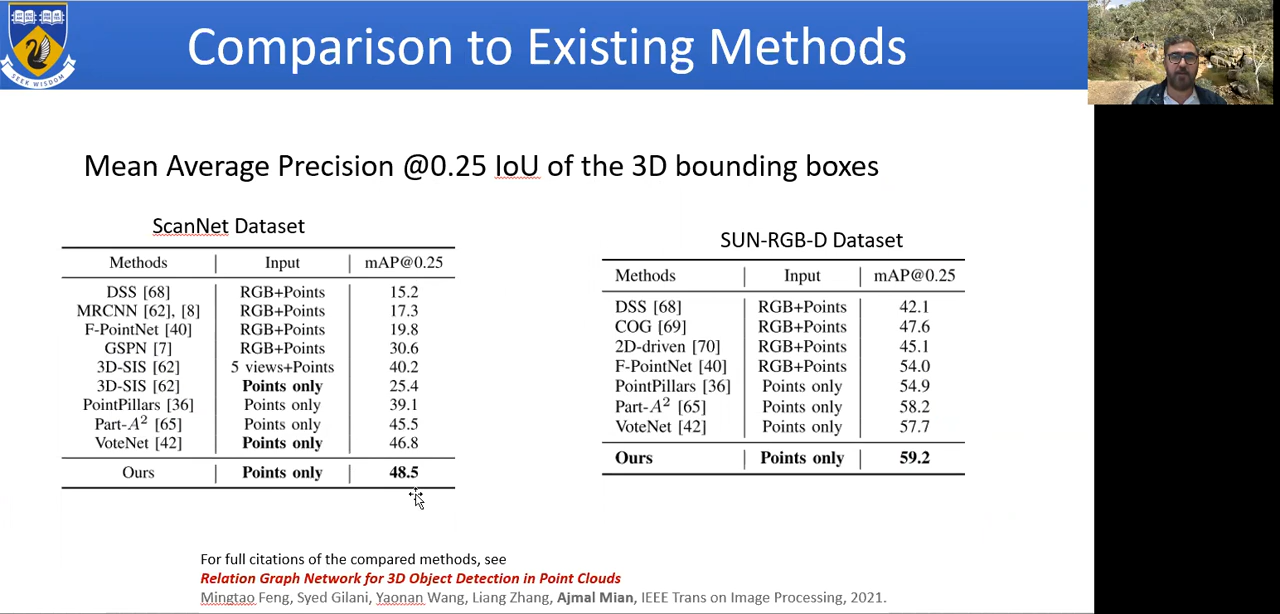 Comparison to Existing Methods
SEEK WISDOM
Mean Average Precision @0.25 IoU of the 3D bounding boxes
ScanNet Dataset
Methods | Input | mAP@0.25
DSS [68] RGB+Points 15.2
MRCNN [62], [8] RGB+Points 17.3
F-PointNet [40] RGB+Points 19.8
GSPN [7] RGB+Points 30.6
3D-SIS [62] 5 views+Points 40.2
3D-SIS [62] Points only 25.4
PointPillars [36] Points only 39.1
Part-A² [65] Points only 45.5
VoteNet [42] Points only 46.8
Ours | Points only | 48.5
SUN-RGB-D Dataset
Methods | Input | mAP@0.25
DSS [68] RGB+Points 42.1
COG [69] RGB+Points 47.6
2D-driven [70] RGB+Points 45.1
F-PointNet [40] RGB+Points 54.0
PointPillars [36] Points only 54.9
Part-A² [65] Points only 58.2
VoteNet [42] Points only 57.7
Ours | Points only | 59.2
For full citations of the compared methods, see
Relation Graph Network for 3D Object Detection in Point Clouds
Mingtao Feng, Syed Gilani, Yaonan Wang, Liang Zhang, Ajmal Mian, IEEE Trans on Image Processing, 2021.